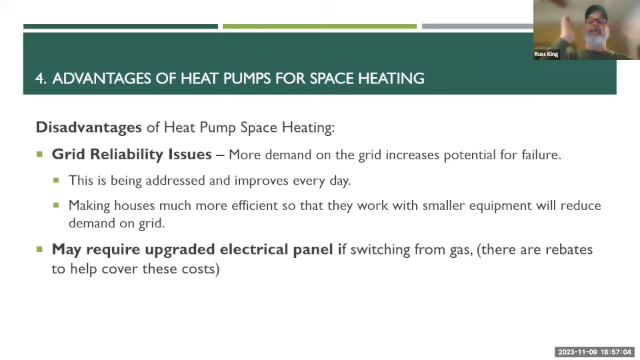 Russ King
4. ADVANTAGES OF HEAT PUMPS FOR SPACE HEATING
Disadvantages of Heat Pump Space Heating:
Grid Reliability Issues – More demand on the grid increases potential for failure.
This is being addressed and improves every day.
Making houses much more efficient so that they work with smaller equipment will reduce
demand on grid.
May require upgraded electrical panel if switching from gas, (there are rebates
to help cover these costs)
2023-11-09 18:57:04